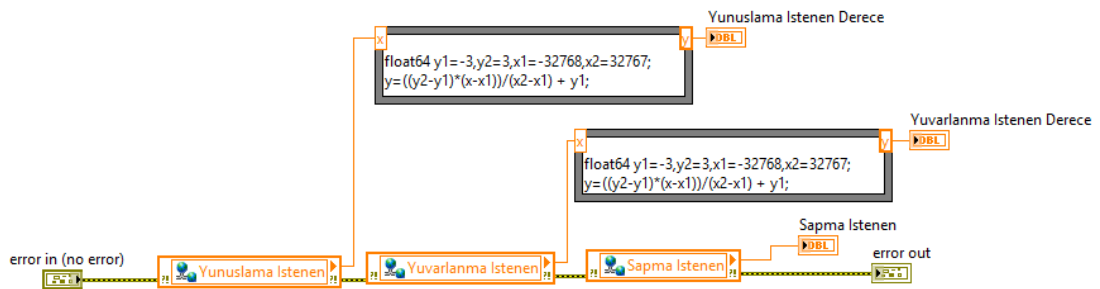 Yunuslama Istenen Derece
x
y
DBL
float64 y1=-3,y2=3,x1=-32768,x2=32767;
y=((y2-y1)*(x-x1))/(x2-x1) + y1;
Yuvarlanma Istenen Derece
x
y
DBL
float64 y1=-3,y2=3,x1=-32768,x2=32767;
y=((y2-y1)*(x-x1))/(x2-x1) + y1;
Sapma Istenen
DBL
error in (no error)
error out
?! Yunuslama Istenen ?!
?! Yuvarlanma Istenen ?!
?! Sapma Istenen ?!